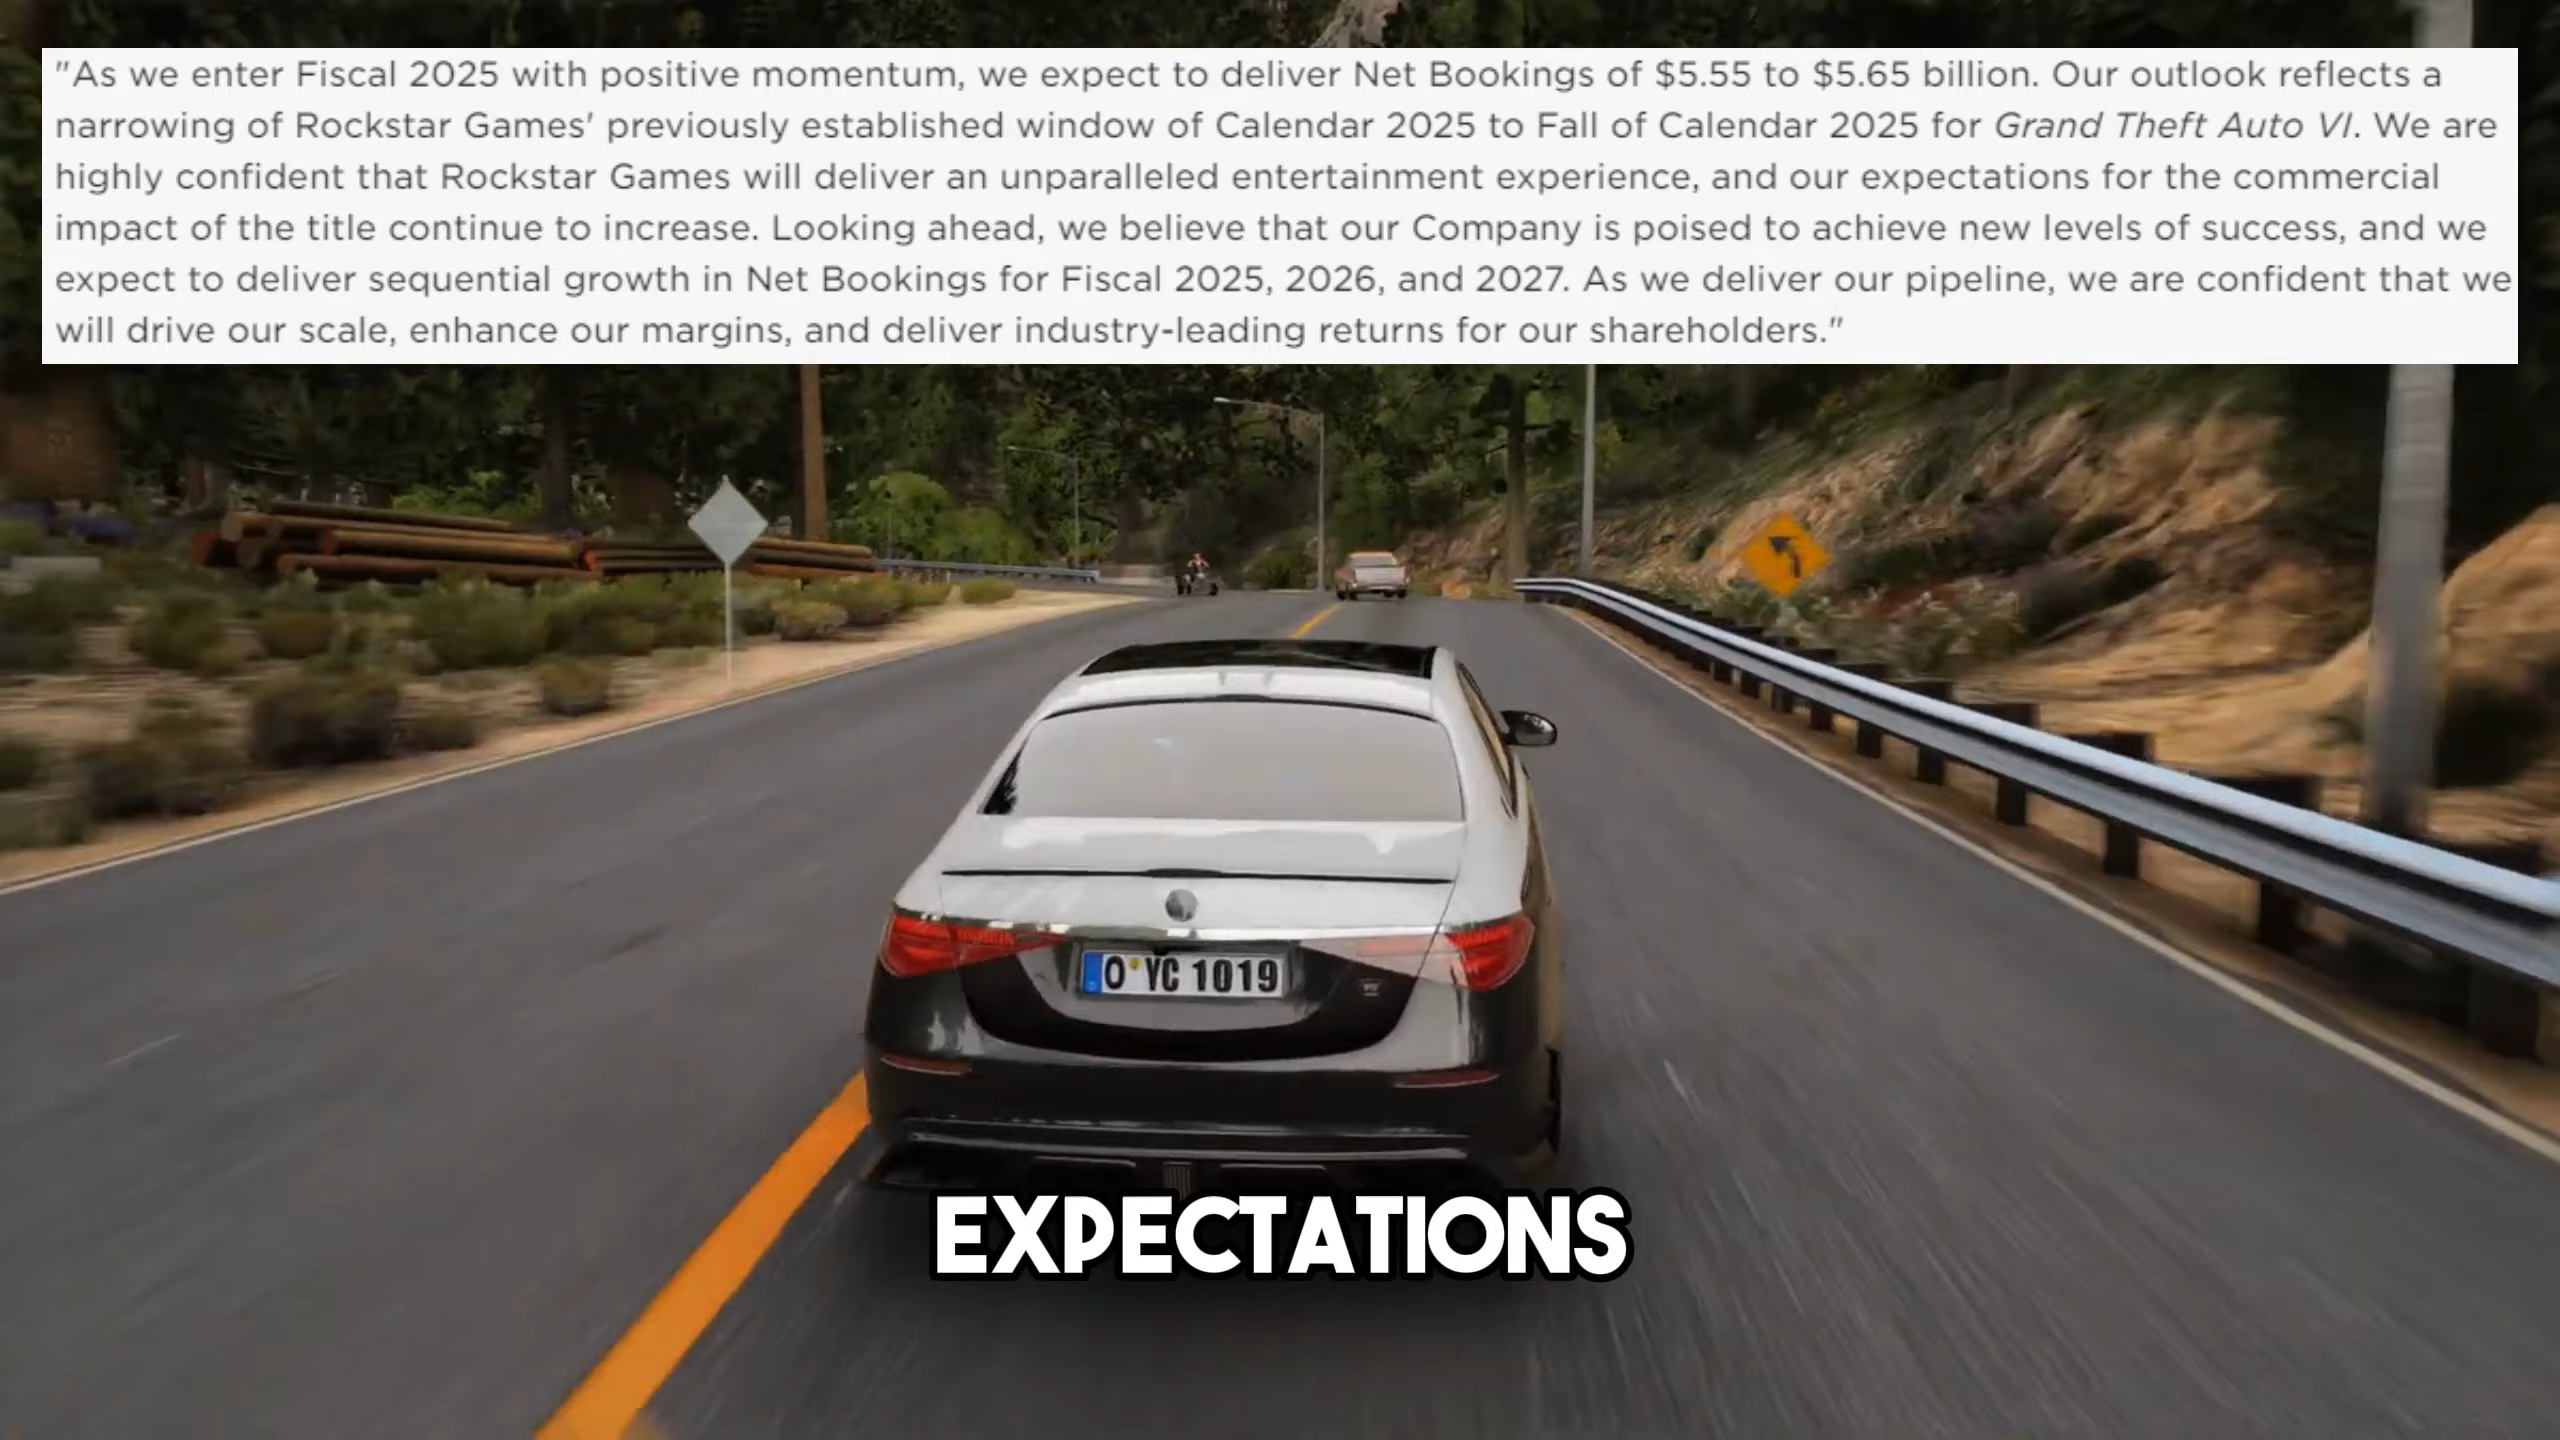 "As we enter Fiscal 2025 with positive momentum, we expect to deliver Net Bookings of $5.55 to $5.65 billion. Our outlook reflects a
narrowing of Rockstar Games' previously established window of Calendar 2025 to Fall of Calendar 2025 for Grand Theft Auto VI. We are
highly confident that Rockstar Games will deliver an unparalleled entertainment experience, and our expectations for the commercial
impact of the title continue to increase. Looking ahead, we believe that our Company is poised to achieve new levels of success, and we
expect to deliver sequential growth in Net Bookings for Fiscal 2025, 2026, and 2027. As we deliver our pipeline, we are confident that we
will drive our scale, enhance our margins, and deliver industry-leading returns for our shareholders."
O YC 1019
EXPECTATIONS